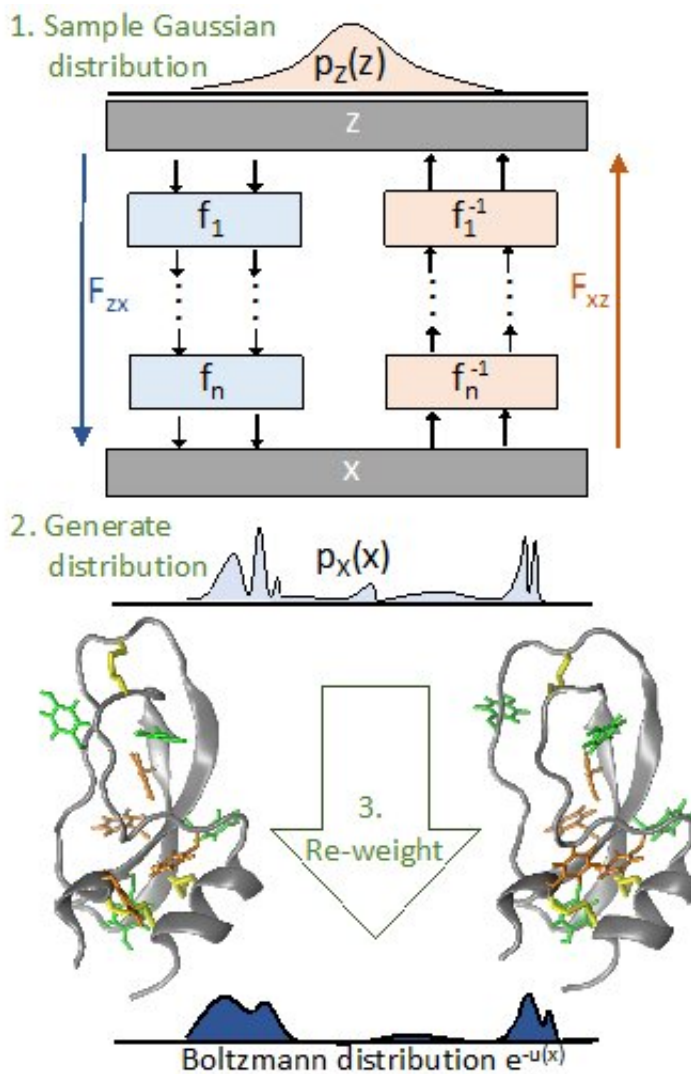 1. Sample Gaussian
distribution
p_Z(z)
z
f_1
f_1^-1
F_zx
F_xz
f_n
f_n^-1
x
2. Generate
distribution
p_X(x)
3.
Re-weight
Boltzmann distribution e^-u(x)